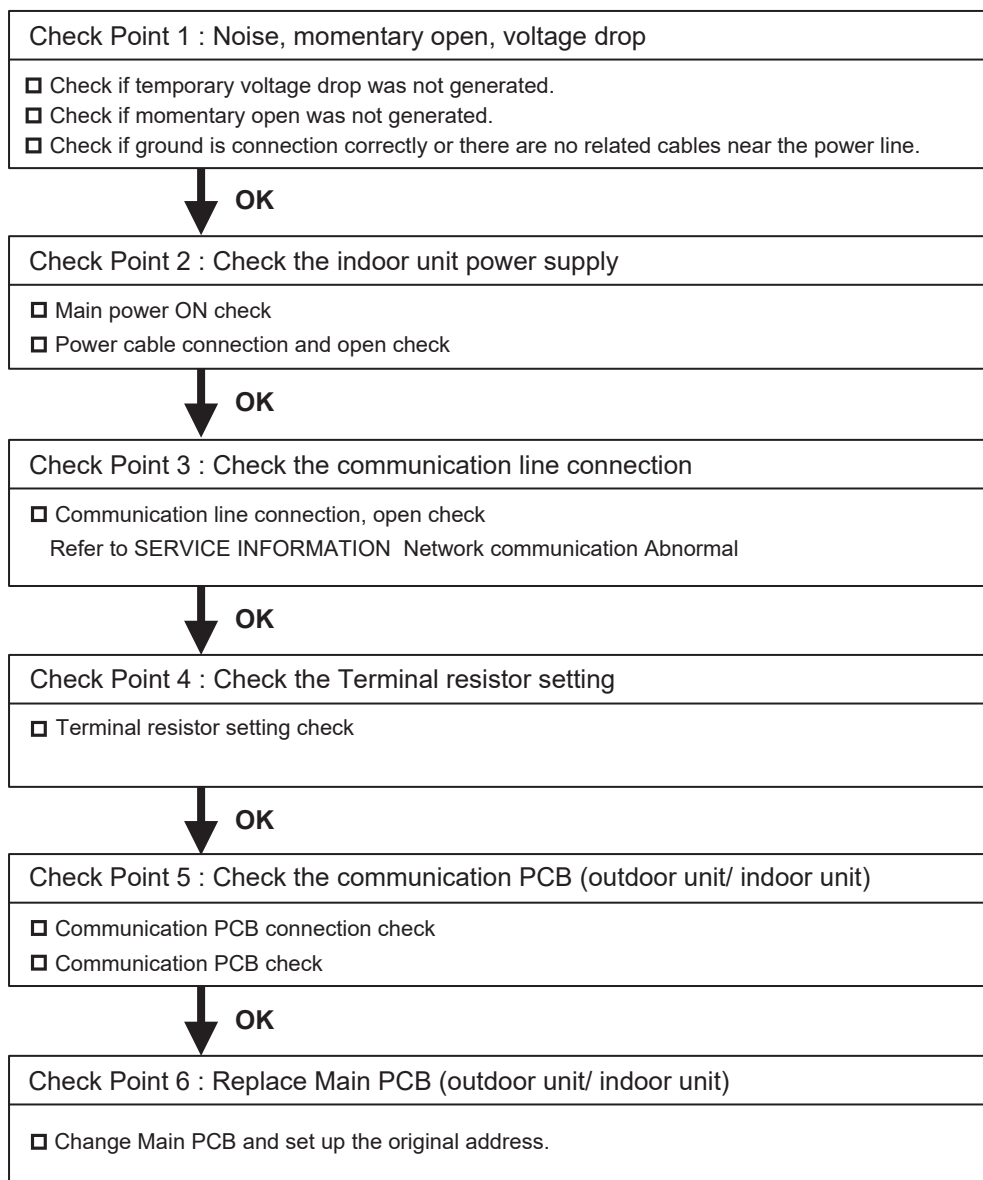 Check Point 1 : Noise, momentary open, voltage drop
Check if temporary voltage drop was not generated.
Check if momentary open was not generated.
Check if ground is connection correctly or there are no related cables near the power line.
OK
Check Point 2 : Check the indoor unit power supply
Main power ON check
Power cable connection and open check
OK
Check Point 3 : Check the communication line connection
Communication line connection, open check
Refer to SERVICE INFORMATION  Network communication Abnormal
OK
Check Point 4 : Check the Terminal resistor setting
Terminal resistor setting check
OK
Check Point 5 : Check the communication PCB (outdoor unit/ indoor unit)
Communication PCB connection check
Communication PCB check
OK
Check Point 6 : Replace Main PCB (outdoor unit/ indoor unit)
Change Main PCB and set up the original address.